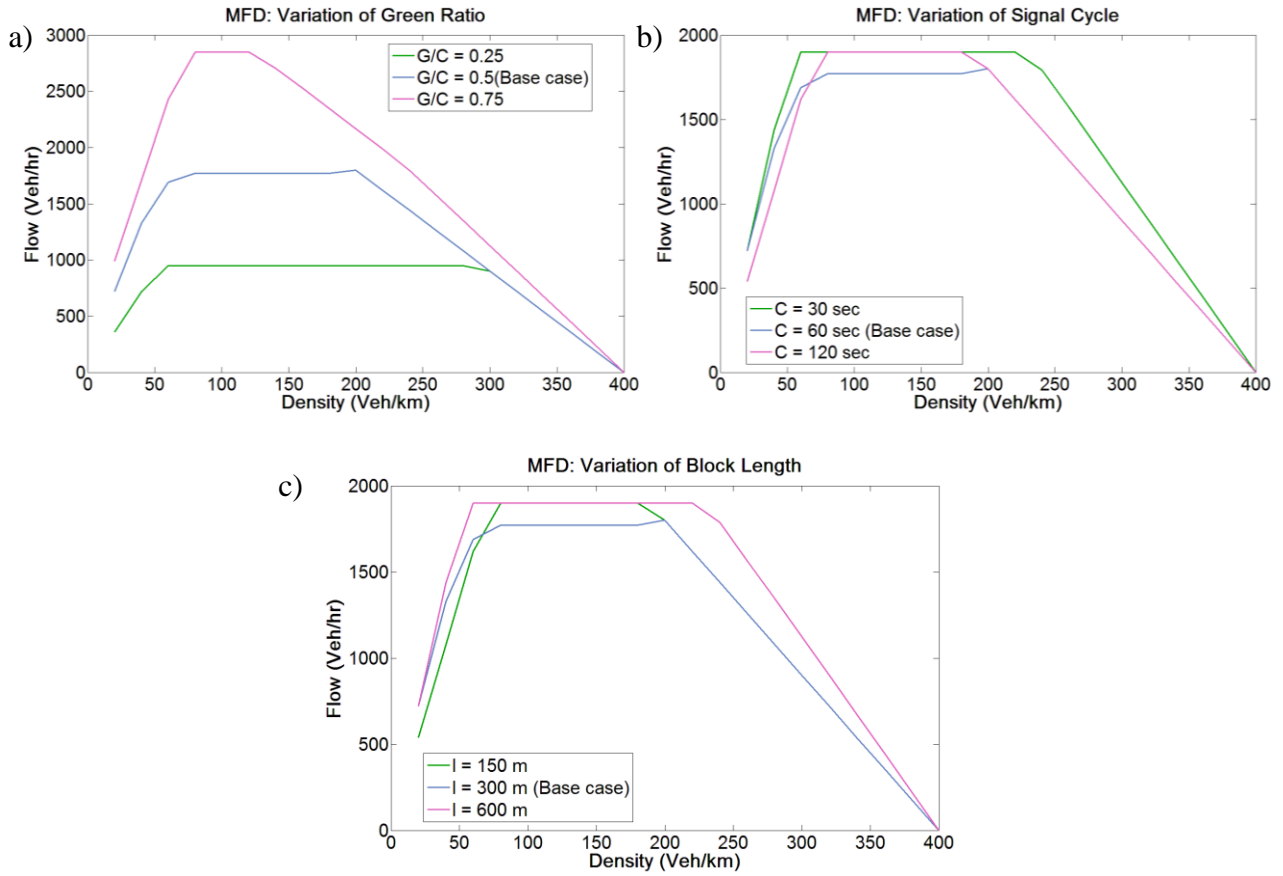 a)
MFD: Variation of Green Ratio
3000
2500
2000
1500
1000
500
0
Flow (Veh/hr)
G/C = 0.25
G/C = 0.5(Base case)
G/C = 0.75
0 50 100 150 200 250 300 350 400
Density (Veh/km)
b)
MFD: Variation of Signal Cycle
2000
1500
1000
500
0
Flow (Veh/hr)
C = 30 sec
C = 60 sec (Base case)
C = 120 sec
0 50 100 150 200 250 300 350 400
Density (Veh/km)
c)
MFD: Variation of Block Length
2000
1500
1000
500
0
Flow (Veh/hr)
l = 150 m
l = 300 m (Base case)
l = 600 m
0 50 100 150 200 250 300 350 400
Density (Veh/km)